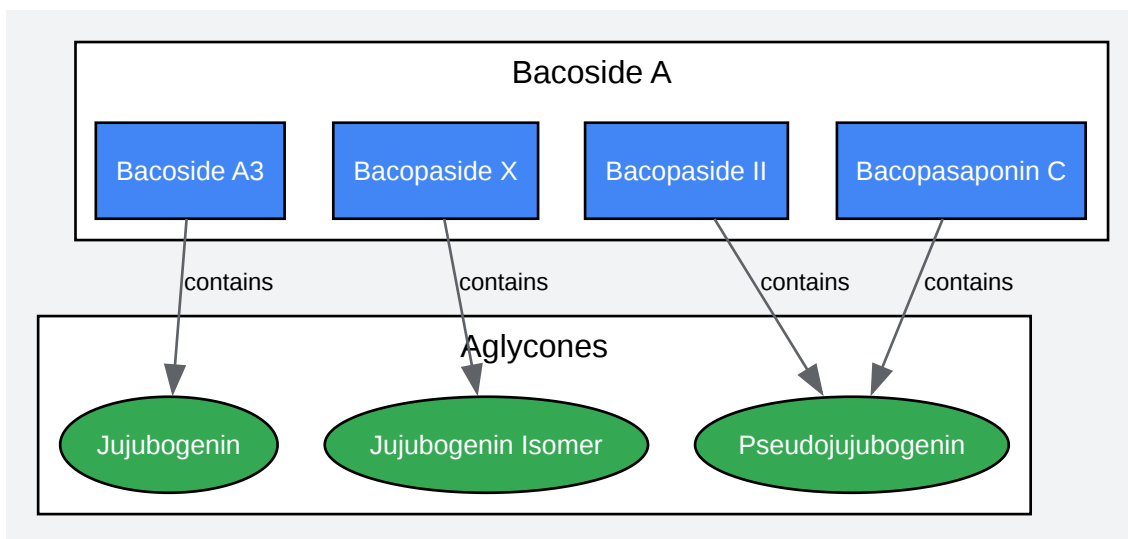 Bacoside A
Bacoside A3
Bacopaside X
Bacopaside II
Bacopasaponin C
contains
contains
contains
contains
Aglycones
Jujubogenin
Jujubogenin Isomer
Pseudojujubogenin